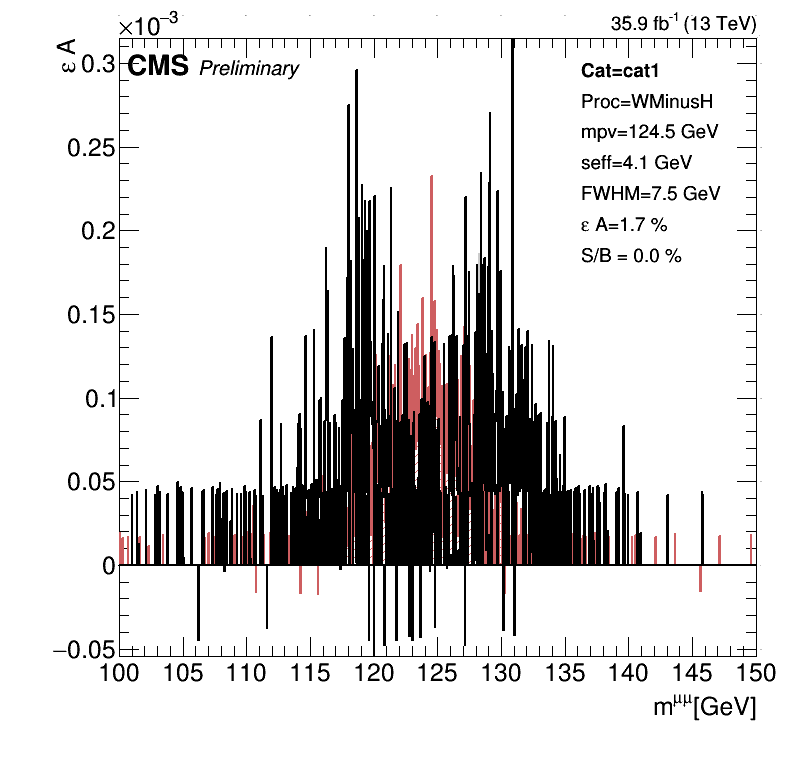 ×10⁻³
35.9 fb⁻¹ (13 TeV)
ε A
CMS Preliminary
Cat=cat1
Proc=WMinusH
mpv=124.5 GeV
seff=4.1 GeV
FWHM=7.5 GeV
ε A=1.7 %
S/B = 0.0 %
0.3
0.25
0.2
0.15
0.1
0.05
0
−0.05
100 105 110 115 120 125 130 135 140 145 150
m^μμ[GeV]